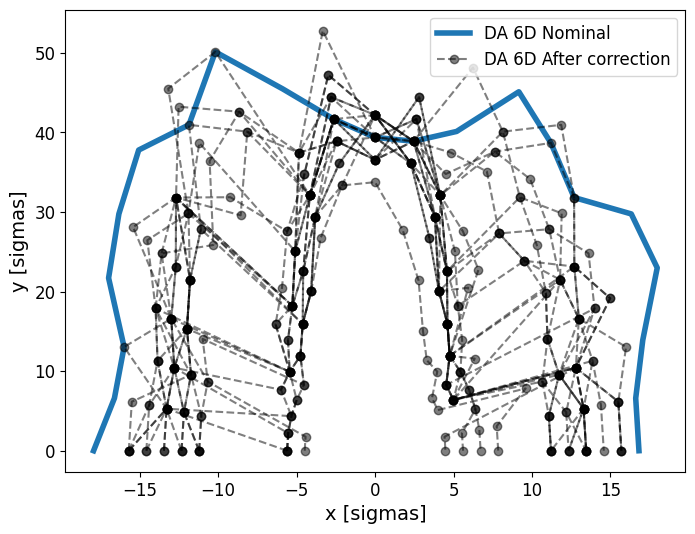 DA 6D Nominal
DA 6D After correction
50
40
30
20
10
0
y [sigmas]
−15 −10 −5 0 5 10 15
x [sigmas]